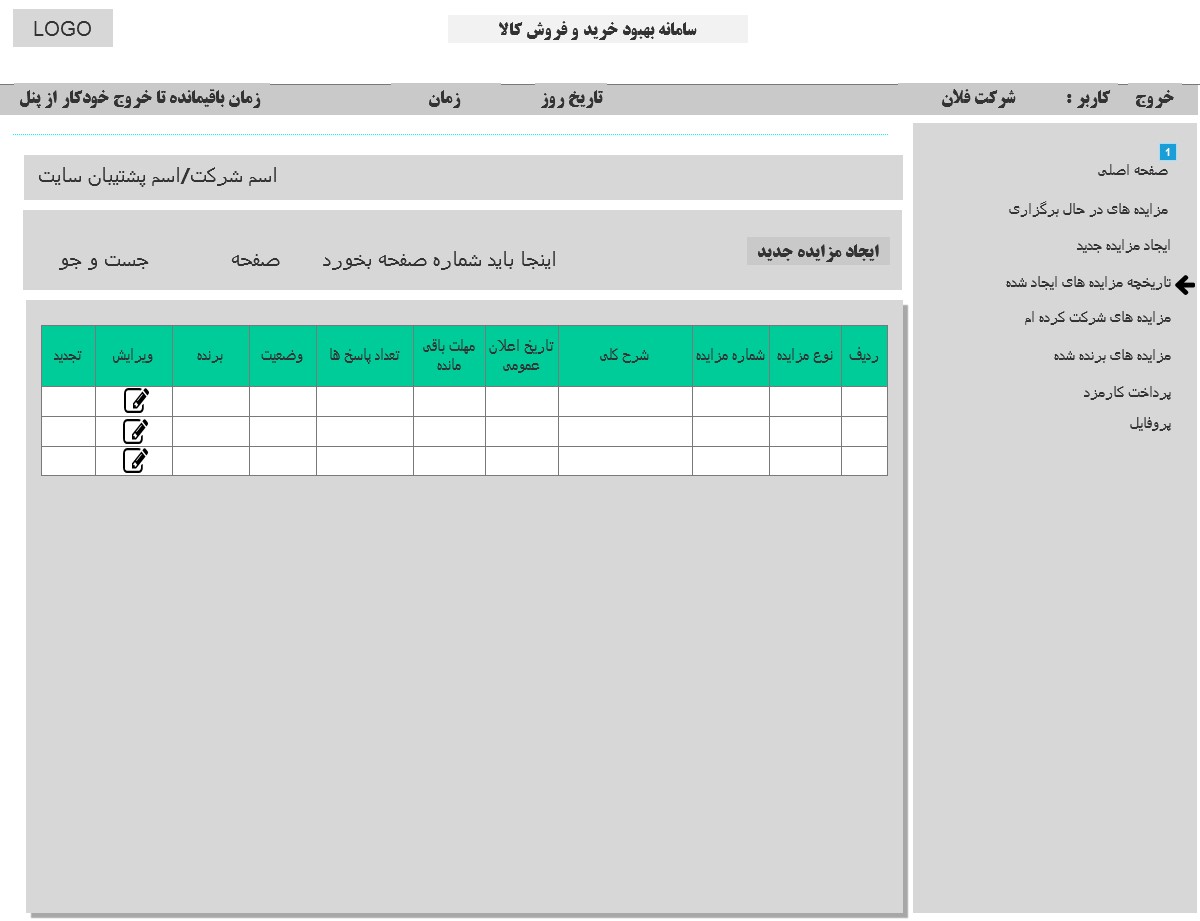 LOGO
سامانه بهبود خرید و فروش کالا
خروج
کاربر :
شرکت فلان
تاریخ روز
زمان
زمان باقیمانده تا خروج خودکار از پنل
1
صفحه اصلی
مزایده های در حال برگزاری
ایجاد مزایده جدید
تاریخچه مزایده های ایجاد شده
مزایده های شرکت کرده ام
مزایده های برنده شده
پرداخت کارمزد
پروفایل
اسم شرکت/اسم پشتیبان سایت
ایجاد مزایده جدید
اینجا باید شماره صفحه بخورد
صفحه
جست و جو
ردیف
نوع مزایده
شماره مزایده
شرح کلی
تاریخ اعلان
عمومی
مهلت باقی
مانده
تعداد پاسخ ها
وضعیت
برنده
ویرایش
تجدید